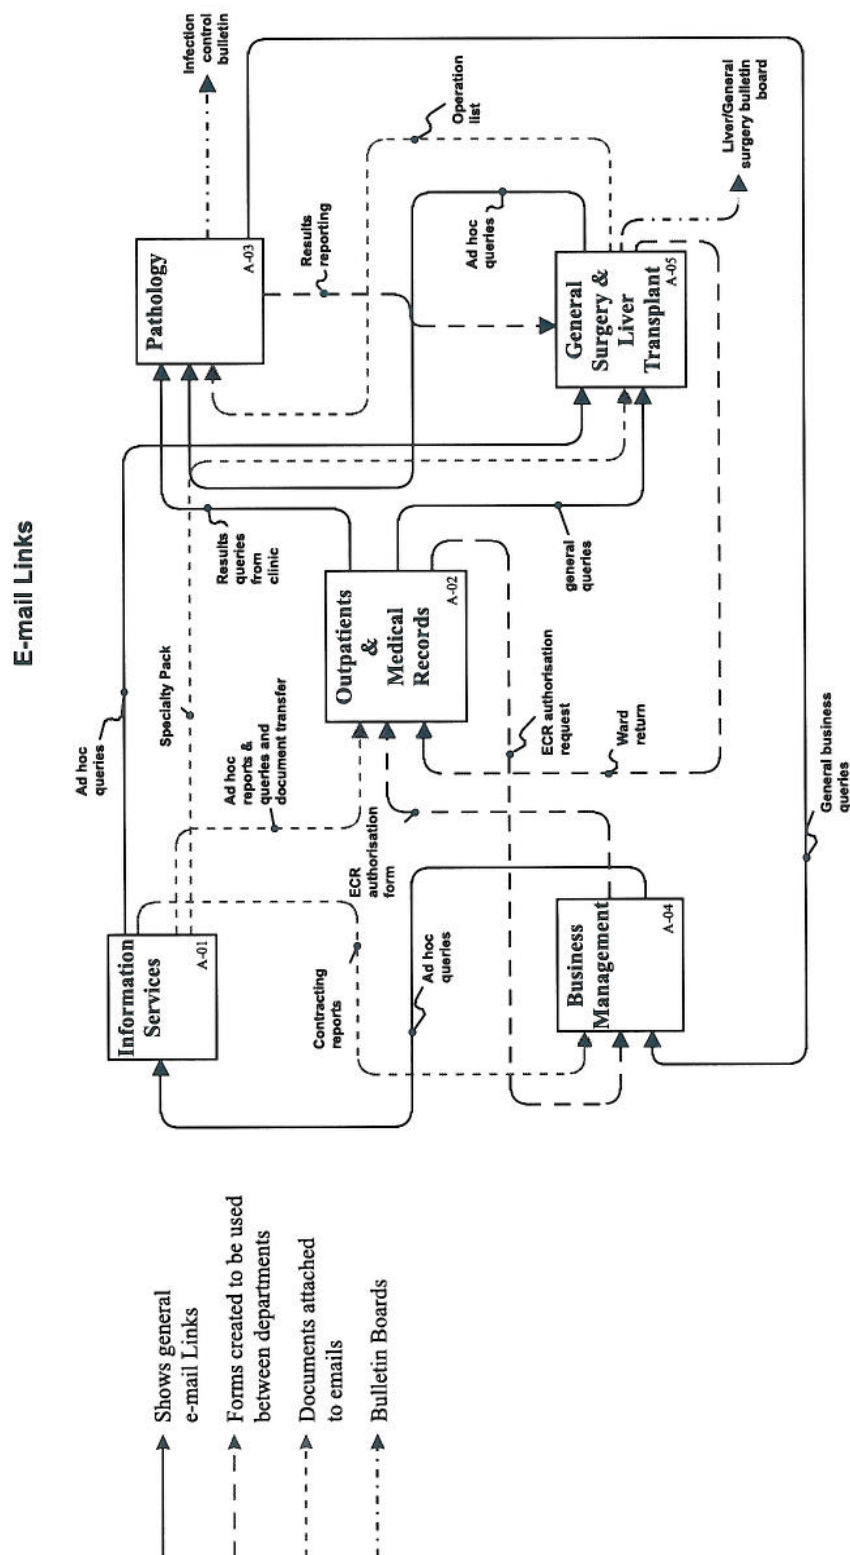 E-mail Links
Ad hoc
queries
Specialty Pack
Information
Services
A-01
Ad hoc
reports &
queries and
document transfer
Contracting
reports
Results
queries
from
clinic
Pathology
A-03
Infection
control
bulletin
Results
reporting
Operation
list
Outpatients
&
Medical
Records
A-02
ECR
authorisation
form
Ad hoc
queries
Ad hoc
queries
general
queries
ECR authorisation
request
Ward
return
Business
Management
A-04
General
Surgery &
Liver
Transplant
A-05
Liver/General
surgery bulletin
board
General business
queries
Shows general
e-mail Links
Forms created to be used
between departments
Documents attached
to emails
Bulletin Boards